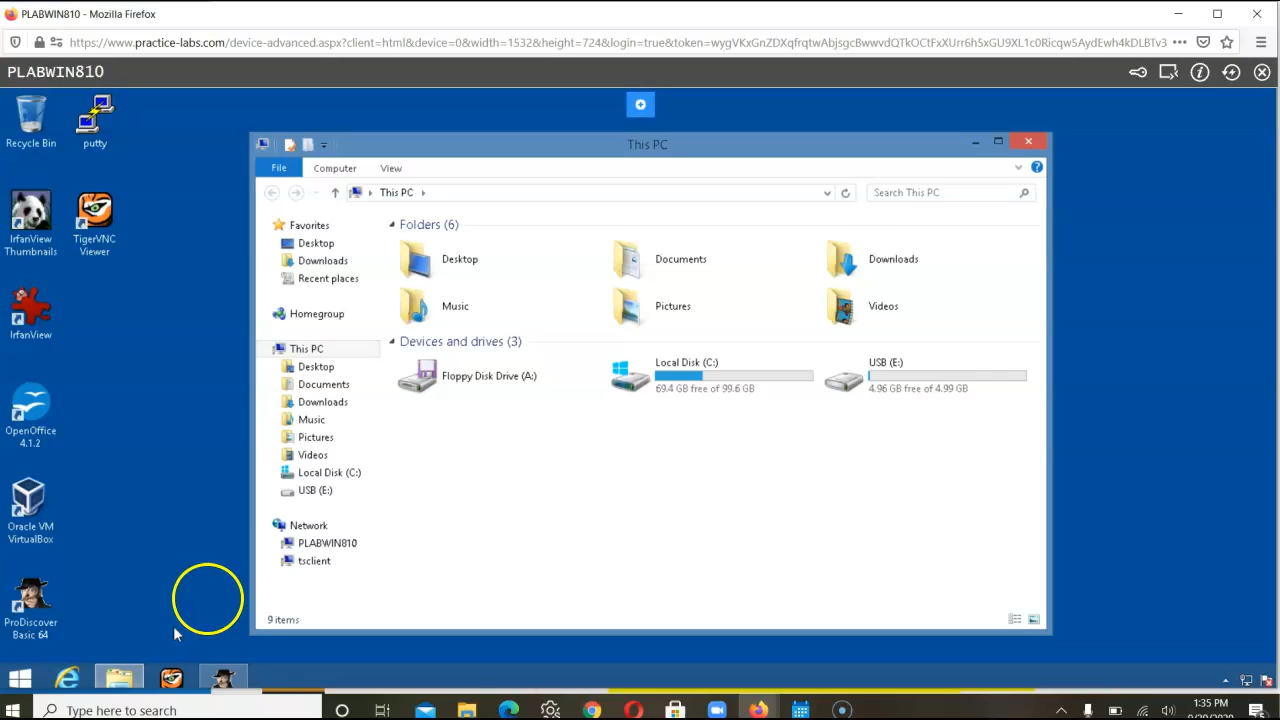 PLABWIN810 - Mozilla Firefox
https://www.practice-labs.com/device-advanced.aspx?client=html&device=0&width=1532&height=724&login=true&token=wygVKxGnZDXqfrqtwAbjsgcBwwvdQTkOCtFxXUrr6h5xGU9XL1c0Ricqw5AydEwh4kDLBTv3
PLABWIN810
Recycle Bin
putty
IrfanView Thumbnails
TigerVNC Viewer
IrfanView
OpenOffice 4.1.2
Oracle VM VirtualBox
ProDiscover Basic 64
This PC
File
Computer
View
This PC
Search This PC
Favorites
Desktop
Downloads
Recent places
Homegroup
This PC
Desktop
Documents
Downloads
Music
Pictures
Videos
Local Disk (C:)
USB (E:)
Network
PLABWIN810
tsclient
Folders (6)
Desktop
Documents
Downloads
Music
Pictures
Videos
Devices and drives (3)
Floppy Disk Drive (A:)
Local Disk (C:)
69.4 GB free of 99.6 GB
USB (E:)
4.96 GB free of 4.99 GB
9 items
Type here to search
1:35 PM